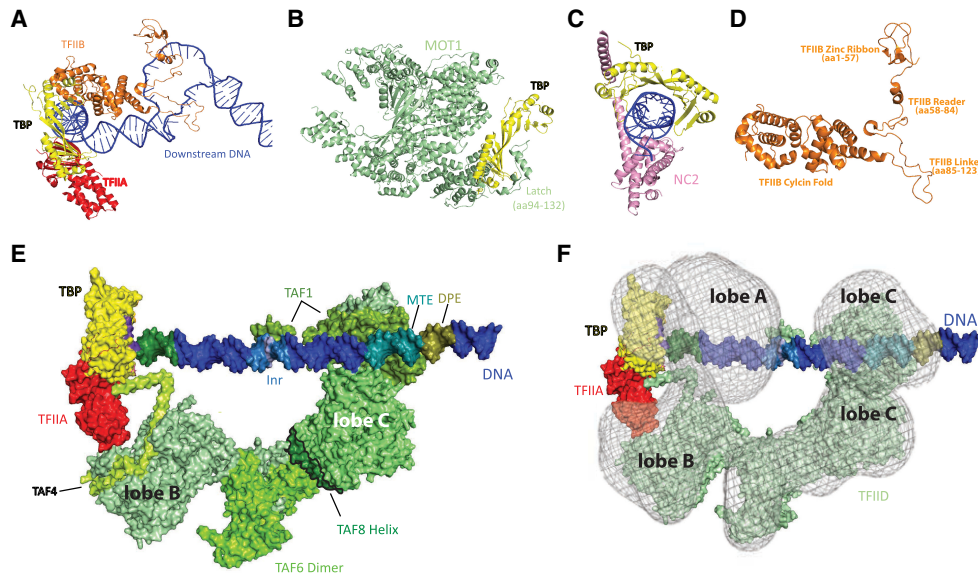 A
TFIIB
TBP
Downstream DNA
TFIIA
B
MOT1
TBP
Latch
(aa94-132)
C
TBP
NC2
D
TFIIB Zinc Ribbon
(aa1-57)
TFIIB Reader
(aa58-84)
TFIIB Linke
(aa85-123
TFIIB Cylcin Fold
E
TBP
TAF1
MTE
DPE
Inr
DNA
TFIIA
lobe C
TAF4
lobe B
TAF8 Helix
TAF6 Dimer
F
lobe A
lobe C
DNA
TBP
TFIIA
lobe C
lobe B
TFIID